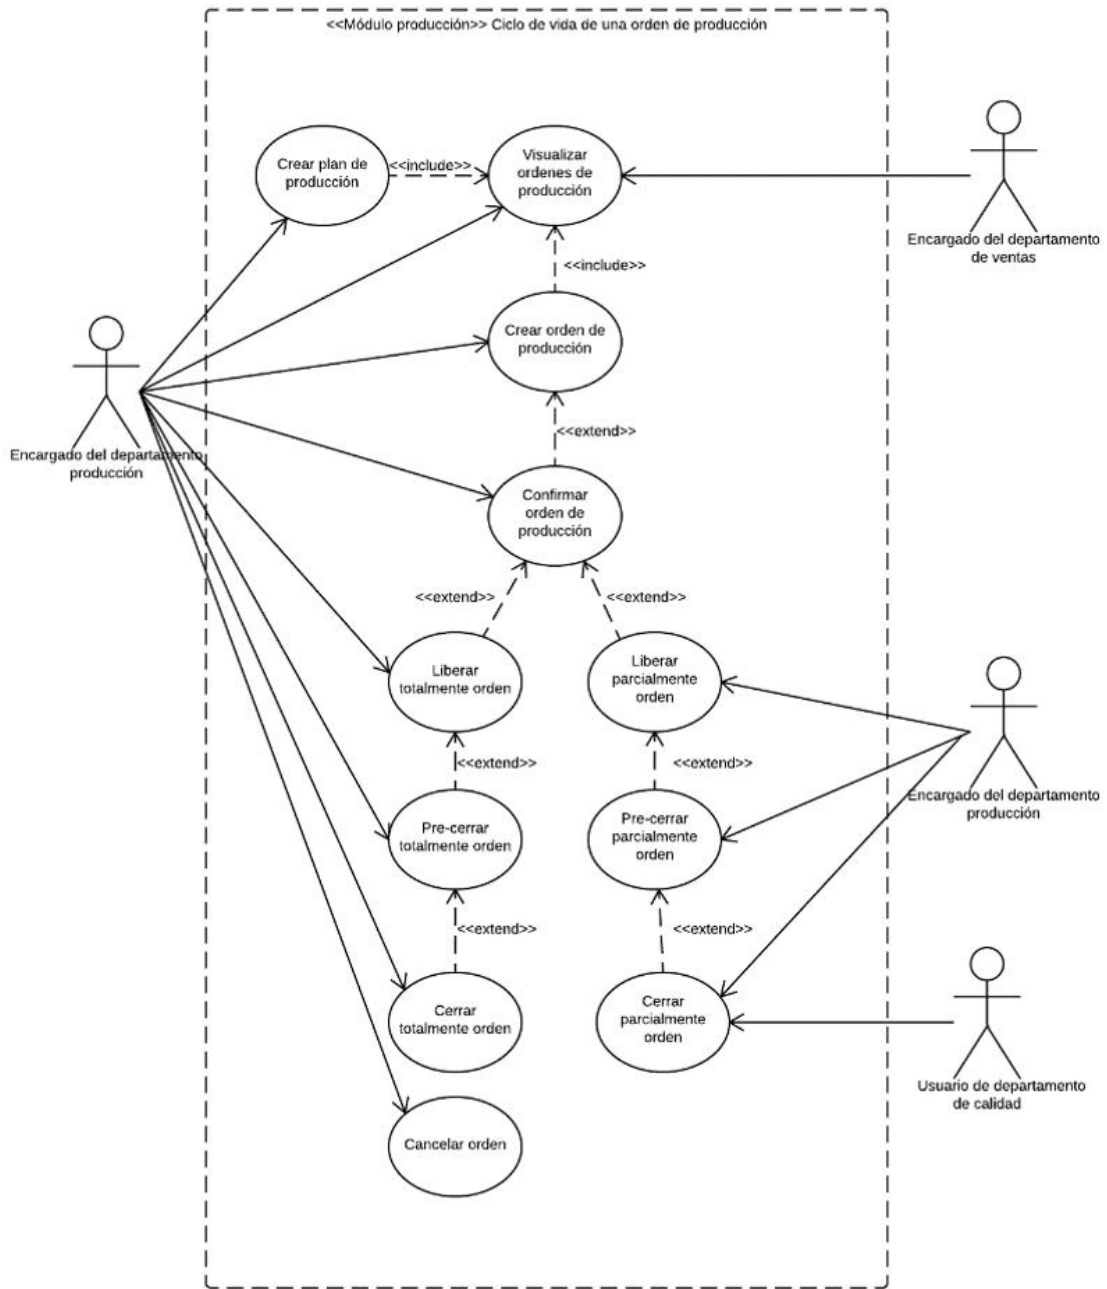 <<Módulo producción>> Ciclo de vida de una orden de producción
Crear plan de
producción
<<include>>
Visualizar
ordenes de
producción
Encargado del departamento
de ventas
<<include>>
Crear orden de
producción
Encargado del departamento
producción
<<extend>>
Confirmar
orden de
producción
<<extend>>
<<extend>>
Liberar
totalmente orden
Liberar
parcialmente
orden
<<extend>>
<<extend>>
Encargado del departamento
producción
Pre-cerrar
totalmente orden
Pre-cerrar
parcialmente
orden
<<extend>>
<<extend>>
Cerrar
totalmente orden
Cerrar
parcialmente
orden
Usuario de departamento
de calidad
Cancelar orden